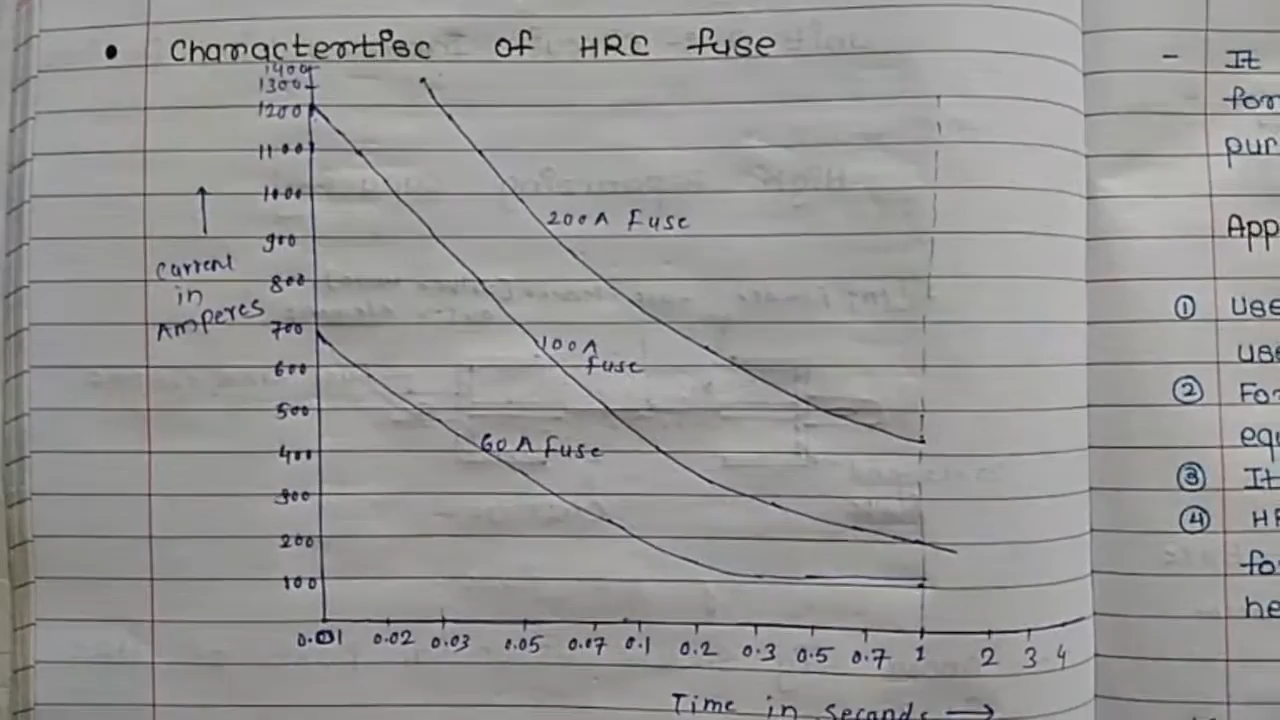 • Charactertisc of HRC fuse
1400
1300
1200
1100
1000
900
800
700
600
500
400
300
200
100
Current
in
Amperes
200A Fuse
100A
fuse
60A fuse
0.001 0.02 0.03 0.05 0.07 0.1 0.2 0.3 0.5 0.7 1 2 3 4
Time in seconds
- It
for
pur
App
① Use
use
② Fo
equ
③ It
④ HR
fo
he